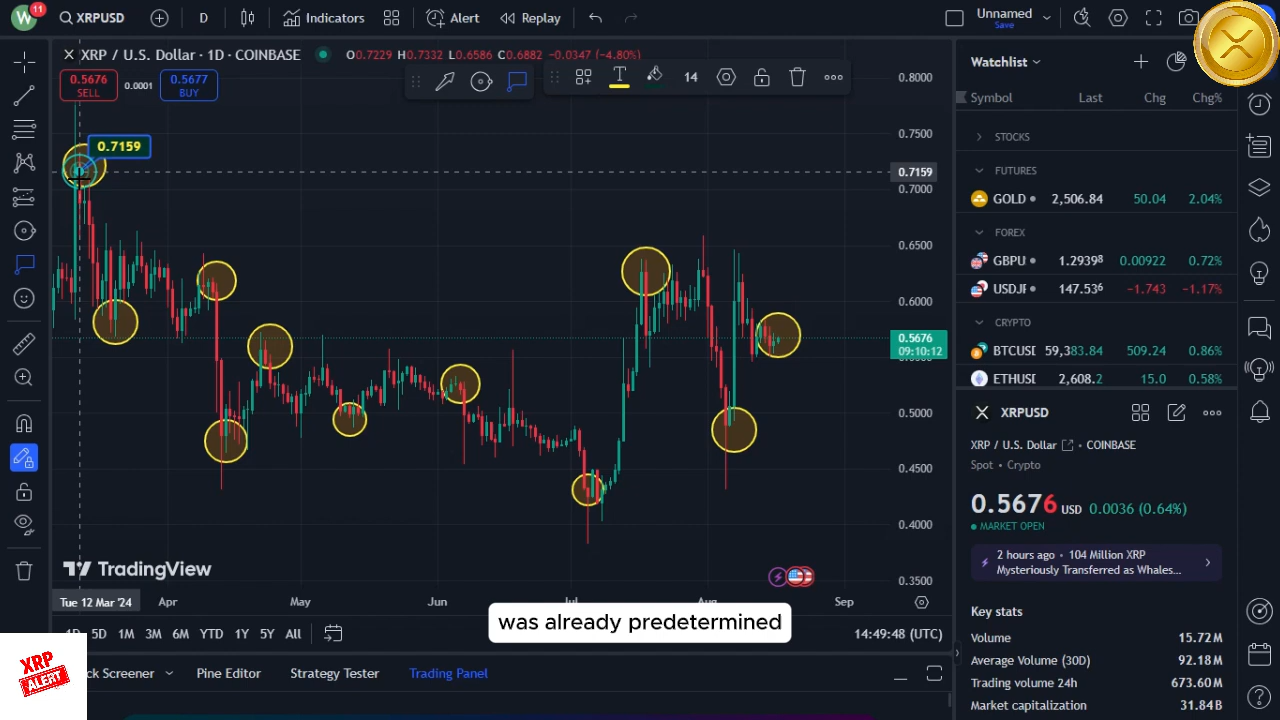 W 11 XRPUSD D Indicators Alert Replay Unnamed
Save
XRP / U.S. Dollar · 1D · COINBASE O0.7229 H0.7332 L0.6586 C0.6882 −0.0347 (−4.80%)
0.5676 0.0001 0.5677
SELL BUY
T 14
0.7159
0.8000
0.7500
0.7159
0.7000
0.6500
0.6000
0.5676
09:10:12
0.5000
0.4500
0.4000
0.3500
TradingView
Tue 12 Mar '24 Apr May Jun Jul Aug Sep
was already predetermined
1D 5D 1M 3M 6M YTD 1Y 5Y All 14:49:48 (UTC)
XRP
ALERT
ck Screener Pine Editor Strategy Tester Trading Panel
Watchlist
Symbol Last Chg Chg%
STOCKS
FUTURES
GOLD 2,506.84 50.04 2.04%
FOREX
GBPU 1.29398 0.00922 0.72%
USDJF 147.536 −1.743 −1.17%
CRYPTO
BTCUSI 59,383.84 509.24 0.86%
ETHUSI 2,608.2 15.0 0.58%
XRPUSD
XRP / U.S. Dollar · COINBASE
Spot · Crypto
0.5676 USD 0.0036 (0.64%)
MARKET OPEN
2 hours ago · 104 Million XRP
Mysteriously Transferred as Whales...
Key stats
Volume 15.72M
Average Volume (30D) 92.18M
Trading volume 24h 673.60M
Market capitalization 31.84B